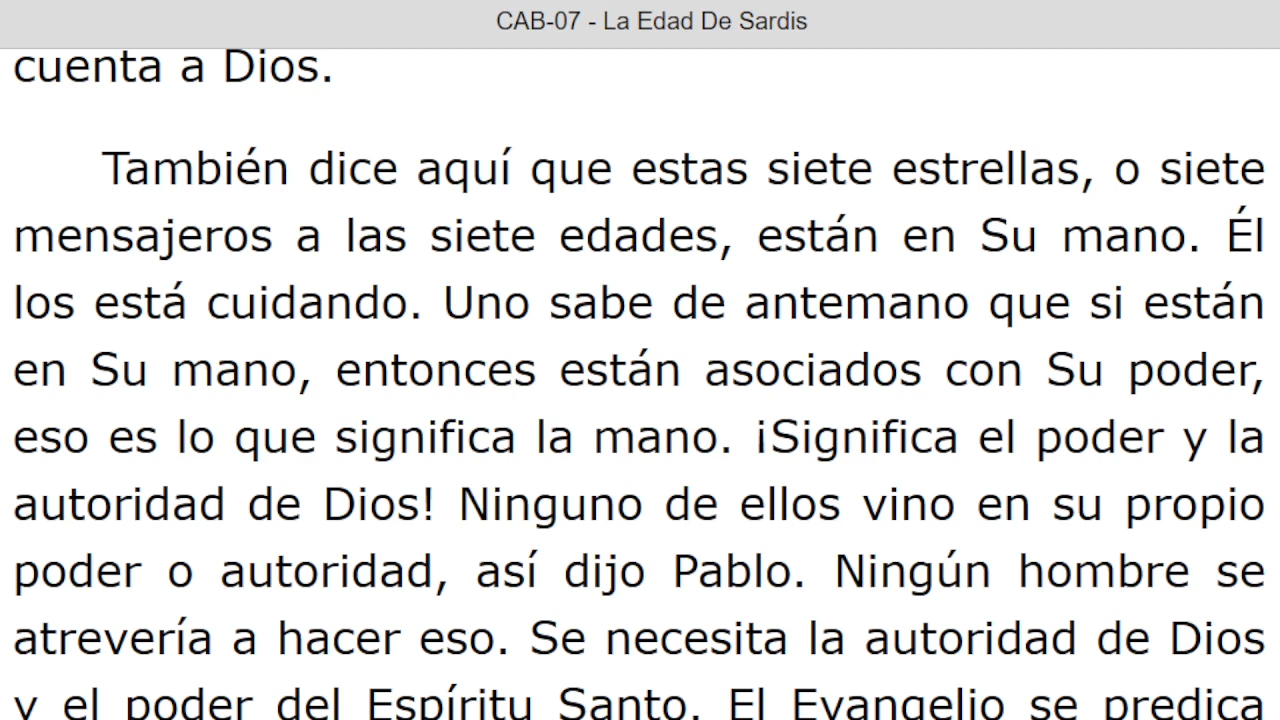 CAB-07 - La Edad De Sardis
cuenta a Dios.
También dice aquí que estas siete estrellas, o siete
mensajeros a las siete edades, están en Su mano. Él
los está cuidando. Uno sabe de antemano que si están
en Su mano, entonces están asociados con Su poder,
eso es lo que significa la mano. ¡Significa el poder y la
autoridad de Dios! Ninguno de ellos vino en su propio
poder o autoridad, así dijo Pablo. Ningún hombre se
atrevería a hacer eso. Se necesita la autoridad de Dios
y el poder del Espíritu Santo. El Evangelio se predica